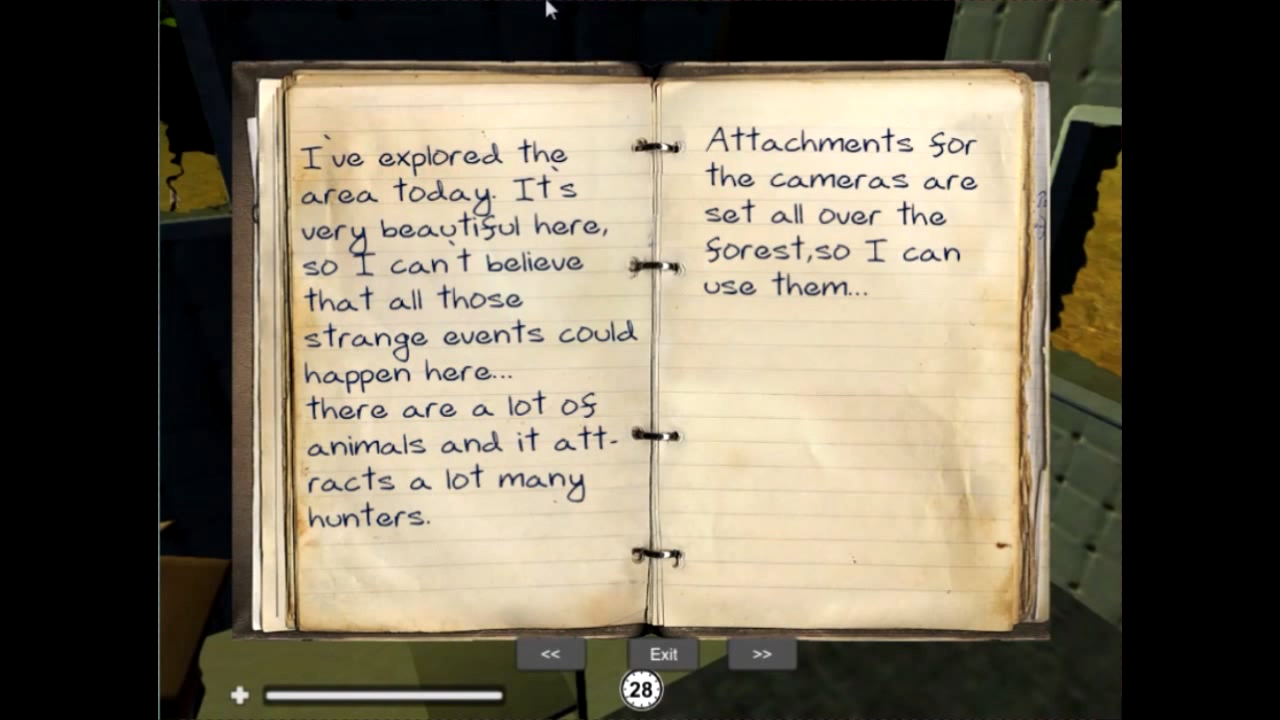 I've explored the
area today. It's
very beautiful here,
so I can't believe
that all those
strange events could
happen here...
there are a lot of
animals and it att-
racts a lot many
hunters.
Attachments for
the cameras are
set all over the
forest,so I can
use them...
<< Exit >>
28